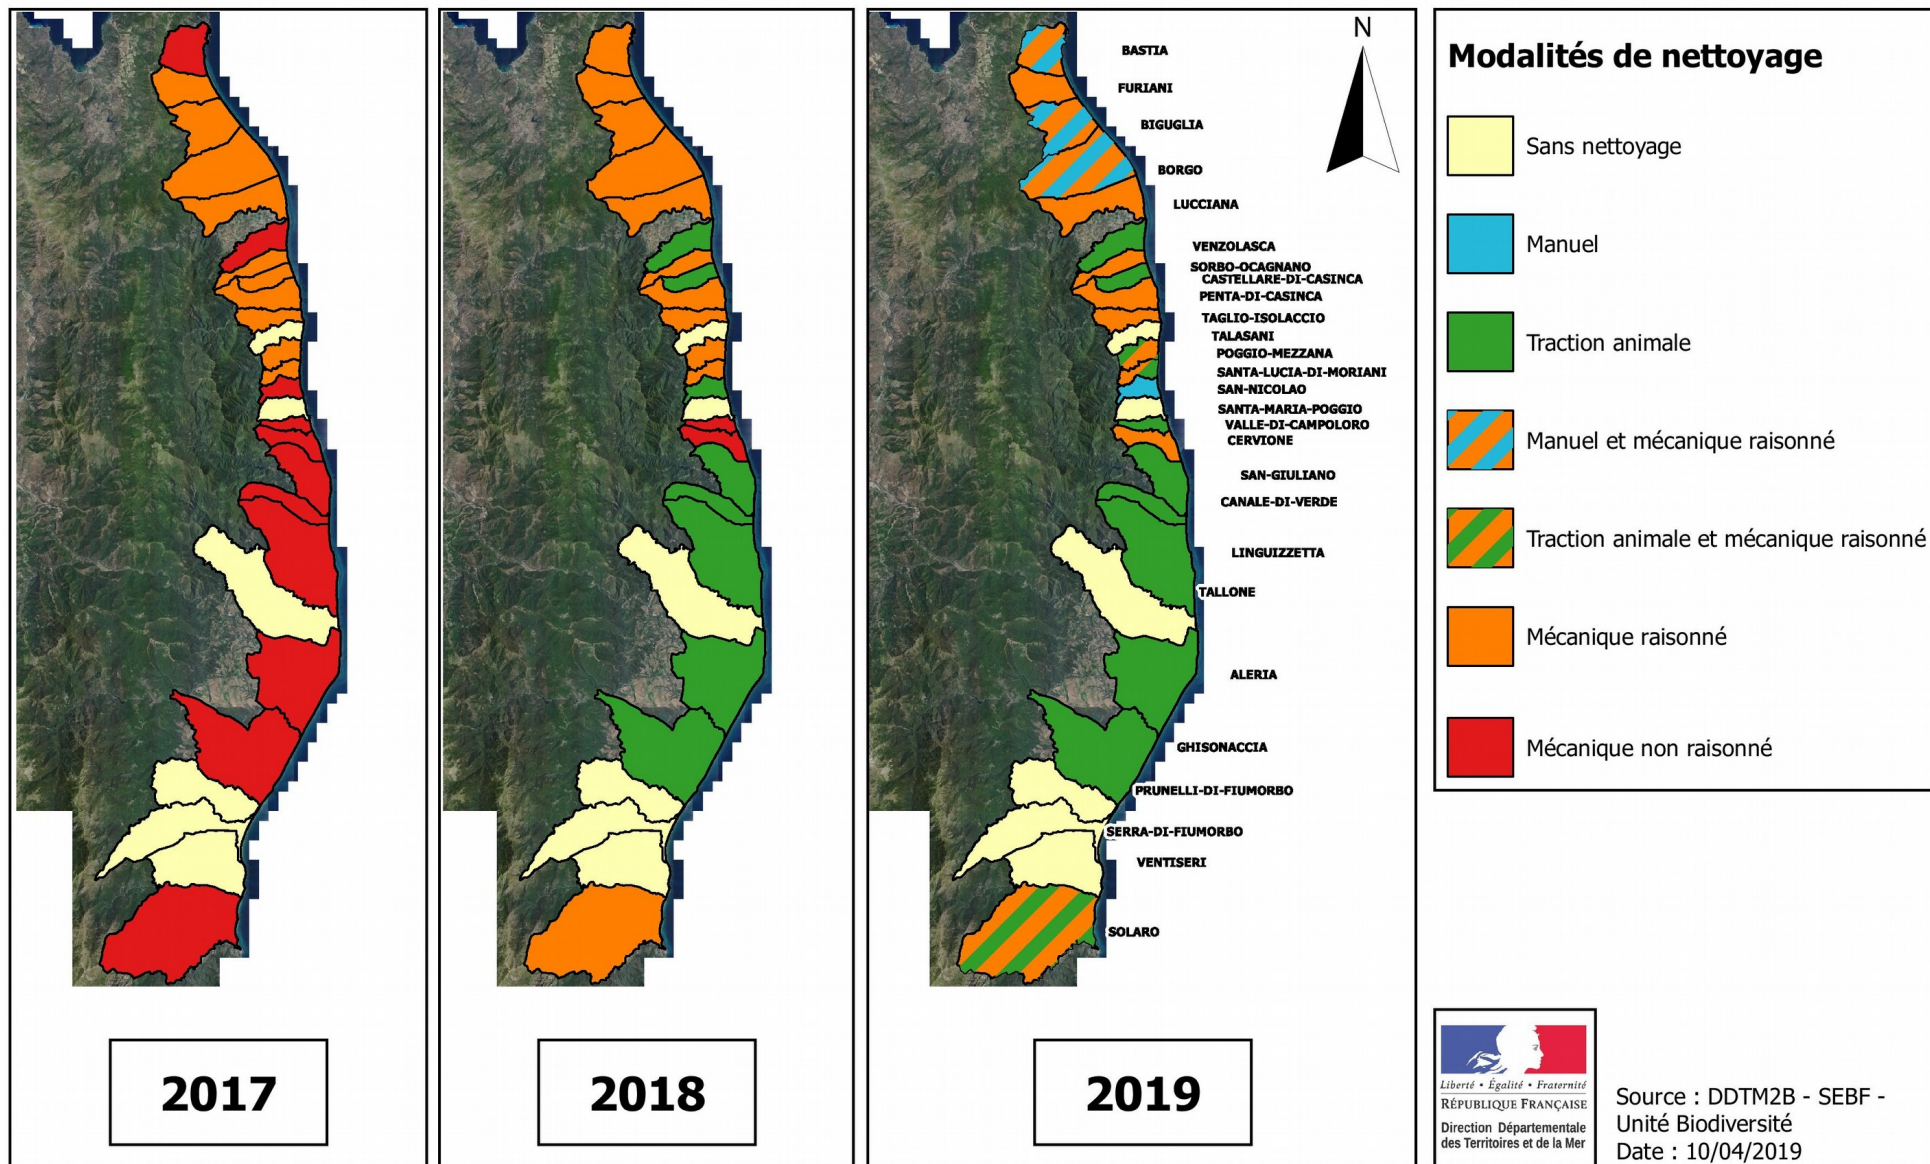 BASTIA
FURIANI
BIGUGLIA
BORGO
LUCCIANA
VENZOLASCA
SORBO-OCAGNANO
CASTELLARE-DI-CASINCA
PENTA-DI-CASINCA
TAGLIO-ISOLACCIO
TALASANI
POGGIO-MEZZANA
SANTA-LUCIA-DI-MORIANI
SAN-NICOLAO
SANTA-MARIA-POGGIO
VALLE-DI-CAMPOLORO
CERVIONE
SAN-GIULIANO
CANALE-DI-VERDE
LINGUIZZETTA
TALLONE
ALERIA
GHISONACCIA
PRUNELLI-DI-FIUMORBO
SERRA-DI-FIUMORBO
VENTISERI
SOLARO
N
2017
2018
2019
Modalités de nettoyage
Sans nettoyage
Manuel
Traction animale
Manuel et mécanique raisonné
Traction animale et mécanique raisonné
Mécanique raisonné
Mécanique non raisonné
Liberté • Égalité • Fraternité
RÉPUBLIQUE FRANÇAISE
Direction Départementale
des Territoires et de la Mer
Source : DDTM2B - SEBF -
Unité Biodiversité
Date : 10/04/2019